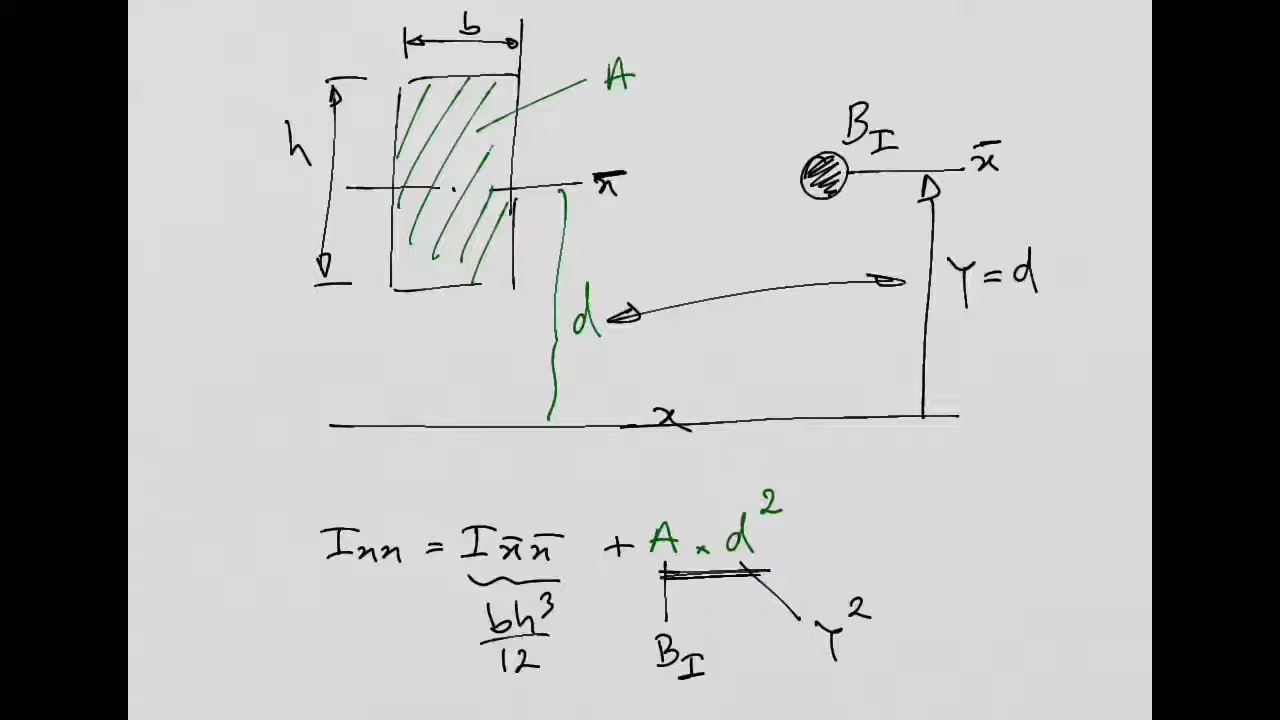 b
A
h
x̄
B_I
x̄
d
Y = d
x
I_xx = I_x̄x̄ + A × d²
bh³
12
B_I
Y²